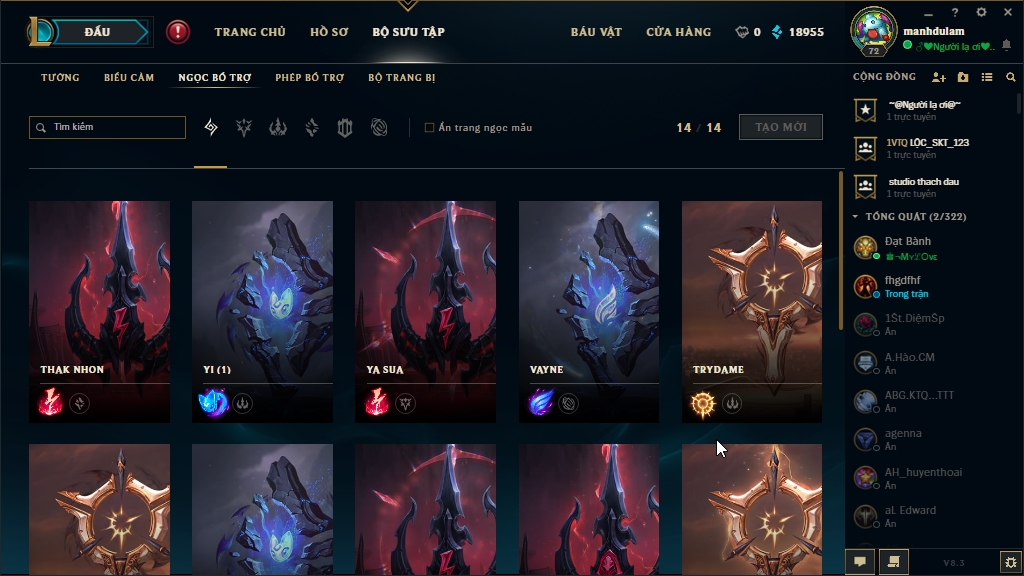 ĐẤU
TRANG CHỦ
HỒ SƠ
BỘ SƯU TẬP
BÁU VẬT
CỬA HÀNG
0
18955
72
manhdulam
♂♥Người lạ ơi♥..
TƯỚNG
BIỂU CẢM
NGỌC BỔ TRỢ
PHÉP BỔ TRỢ
BỘ TRANG BỊ
CỘNG ĐỒNG
Tìm kiếm
Ẩn trang ngọc mẫu
14 / 14
TẠO MỚI
~@Người lạ ơi@~
1 trực tuyến
1VTQ LỘC_SKT_123
1 trực tuyến
studio thach dau
1 trực tuyến
TỔNG QUÁT (2/322)
Đạt Bành
fhgdfhf
Trong trận
1St.DiệmSp
Ẩn
A.Hào.CM
Ẩn
ABG.KTQ...TTT
Ẩn
agenna
Ẩn
AH_huyenthoai
Ẩn
aL Edward
Ẩn
THẠK NHON
YI (1)
YA SUA
VAYNE
TRYDAME
V8.3